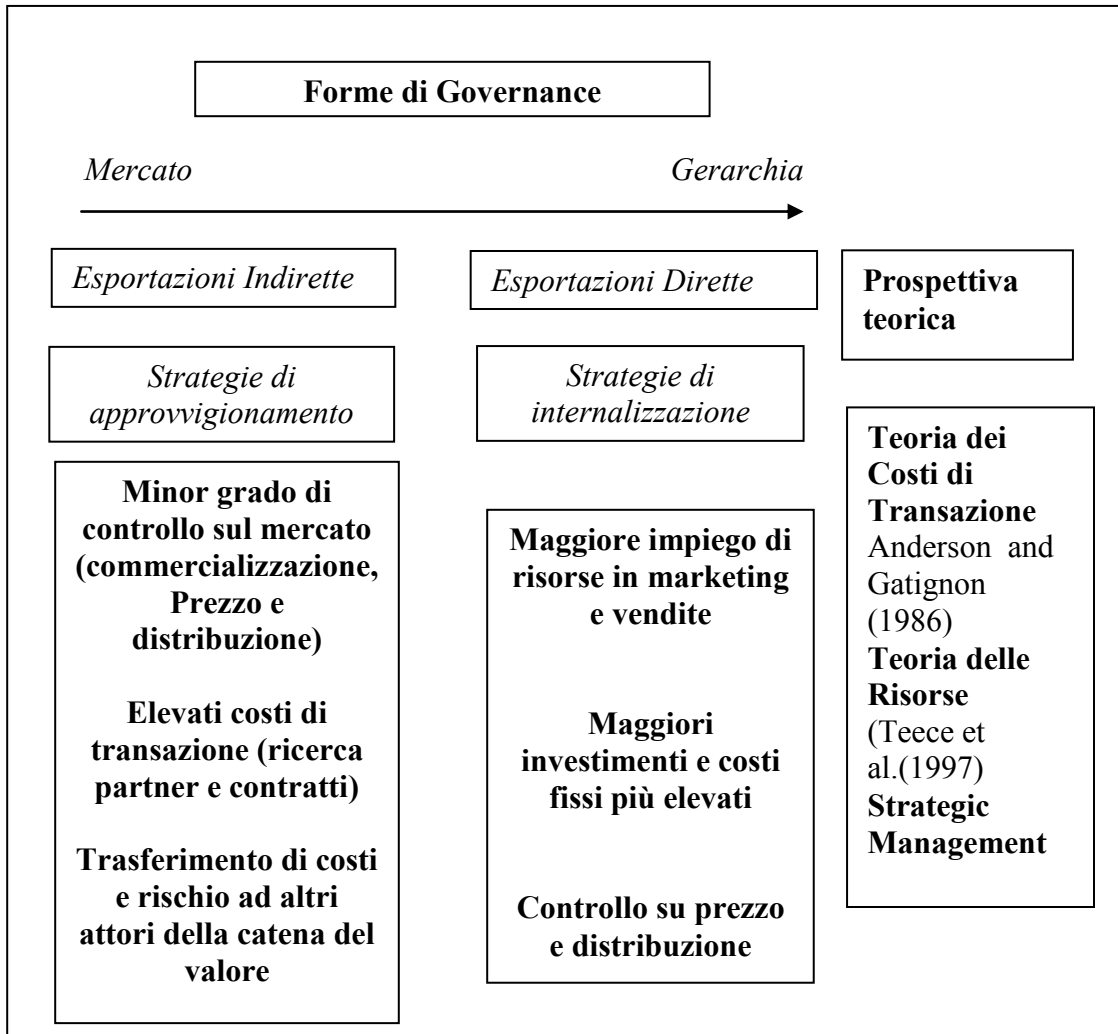 Forme di Governance
Mercato
Gerarchia
Esportazioni Indirette
Esportazioni Dirette
Prospettiva
teorica
Strategie di
approvvigionamento
Strategie di
internalizzazione
Minor grado di
controllo sul mercato
(commercializzazione,
Prezzo e
distribuzione)
Elevati costi di
transazione (ricerca
partner e contratti)
Trasferimento di costi
e rischio ad altri
attori della catena del
valore
Maggiore impiego di
risorse in marketing
e vendite
Maggiori
investimenti e costi
fissi più elevati
Controllo su prezzo
e distribuzione
Teoria dei
Costi di
Transazione
Anderson and
Gatignon
(1986)
Teoria delle
Risorse
(Teece et
al.(1997)
Strategic
Management